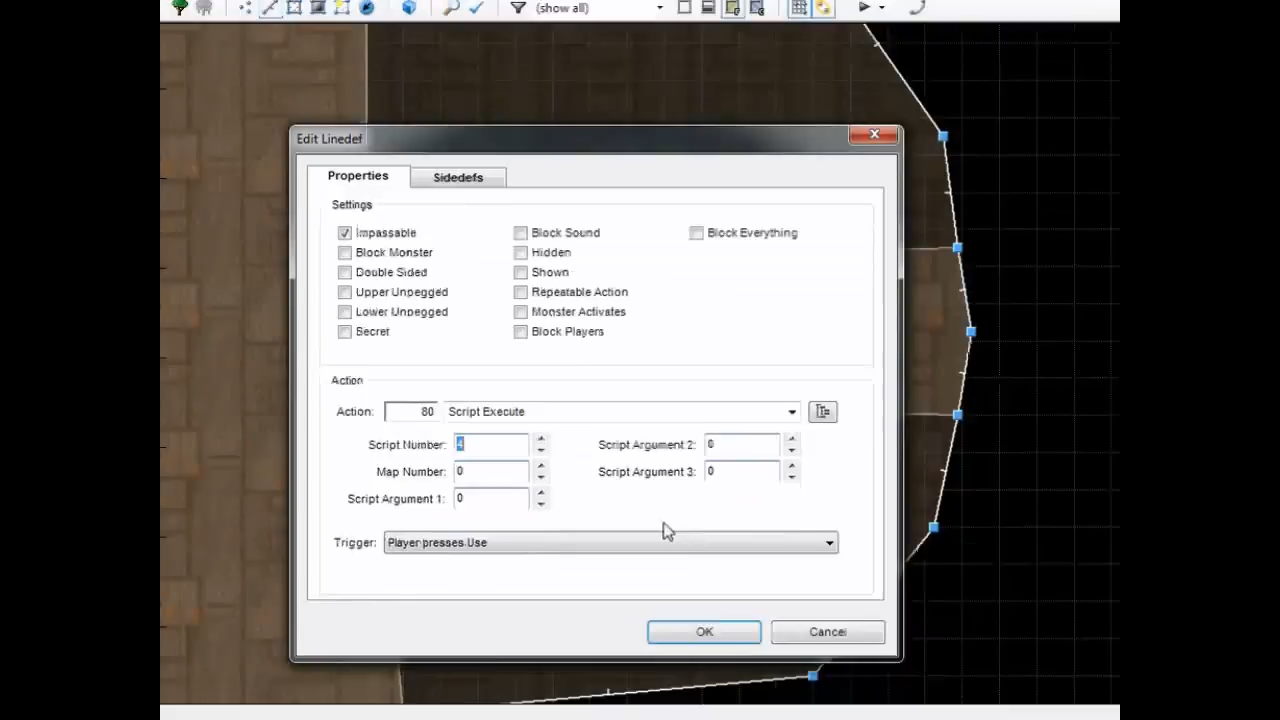 (show all)
Edit Linedef
Properties
Sidedefs
Settings
Impassable
Block Sound
Block Everything
Block Monster
Hidden
Double Sided
Shown
Upper Unpegged
Repeatable Action
Lower Unpegged
Monster Activates
Secret
Block Players
Action
Action: 80 Script Execute
Script Number: 4
Script Argument 2: 0
Map Number: 0
Script Argument 3: 0
Script Argument 1: 0
Trigger: Player presses Use
OK
Cancel